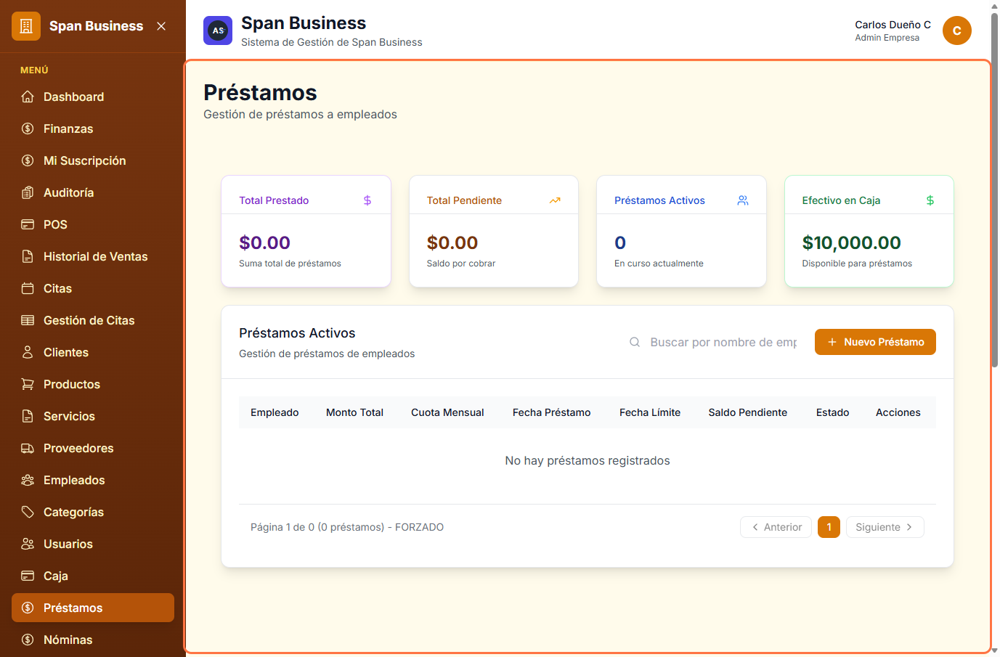 Span Business
MENÚ
Dashboard
Finanzas
Mi Suscripción
Auditoría
POS
Historial de Ventas
Citas
Gestión de Citas
Clientes
Productos
Servicios
Proveedores
Empleados
Categorías
Usuarios
Caja
Préstamos
Nóminas
AS
Span Business
Sistema de Gestión de Span Business
Carlos Dueño C
Admin Empresa
C
Préstamos
Gestión de préstamos a empleados
Total Prestado
$0.00
Suma total de préstamos
Total Pendiente
$0.00
Saldo por cobrar
Préstamos Activos
0
En curso actualmente
Efectivo en Caja
$10,000.00
Disponible para préstamos
Préstamos Activos
Gestión de préstamos de empleados
Buscar por nombre de emp
+ Nuevo Préstamo
Empleado Monto Total Cuota Mensual Fecha Préstamo Fecha Límite Saldo Pendiente Estado Acciones
No hay préstamos registrados
Página 1 de 0 (0 préstamos) - FORZADO
Anterior 1 Siguiente